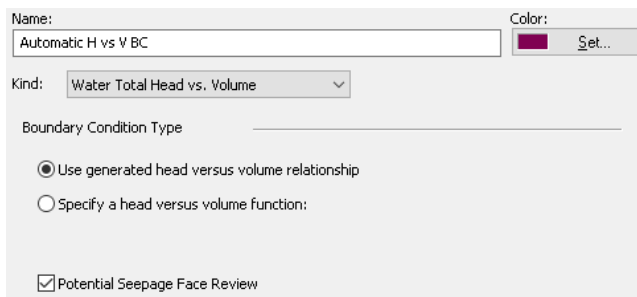 Name: Color:
Automatic H vs V BC Set...
Kind: Water Total Head vs. Volume
Boundary Condition Type
Use generated head versus volume relationship
Specify a head versus volume function:
Potential Seepage Face Review